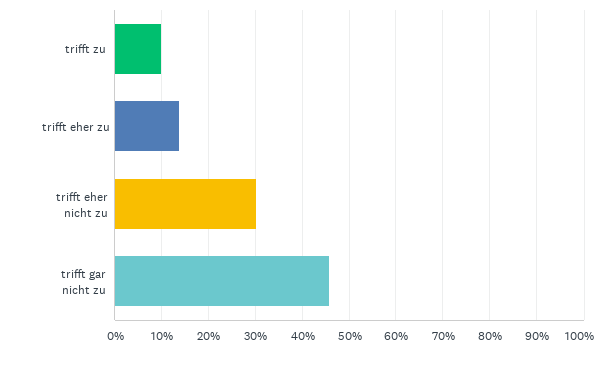 trifft zu
trifft eher zu
trifft eher
nicht zu
trifft gar
nicht zu
0% 10% 20% 30% 40% 50% 60% 70% 80% 90% 100%